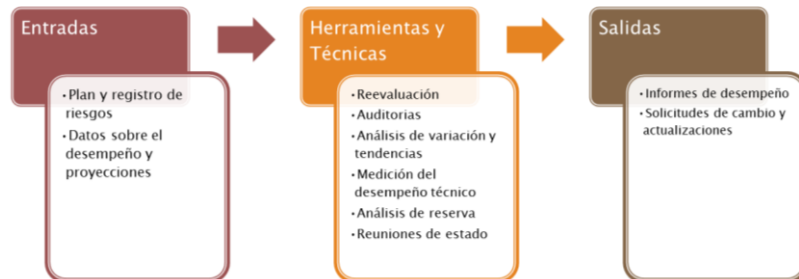 Entradas
• Plan y registro de
riesgos
• Datos sobre el
desempeño y
proyecciones
Herramientas y
Técnicas
• Reevaluación
• Auditorias
• Análisis de variación y
tendencias
• Medición del
desempeño técnico
• Análisis de reserva
• Reuniones de estado
Salidas
• Informes de desempeño
• Solicitudes de cambio y
actualizaciones